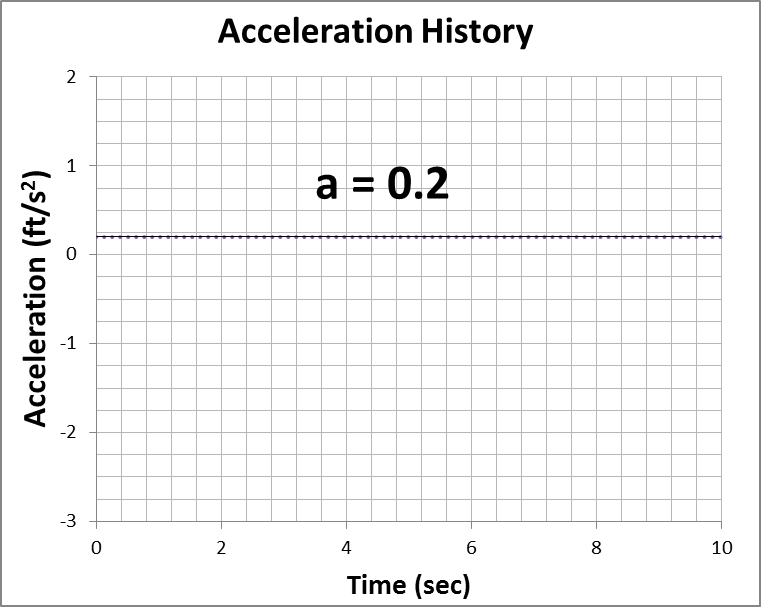 Acceleration History
2
1
0
-1
-2
-3
a = 0.2
Acceleration (ft/s²)
0 2 4 6 8 10
Time (sec)